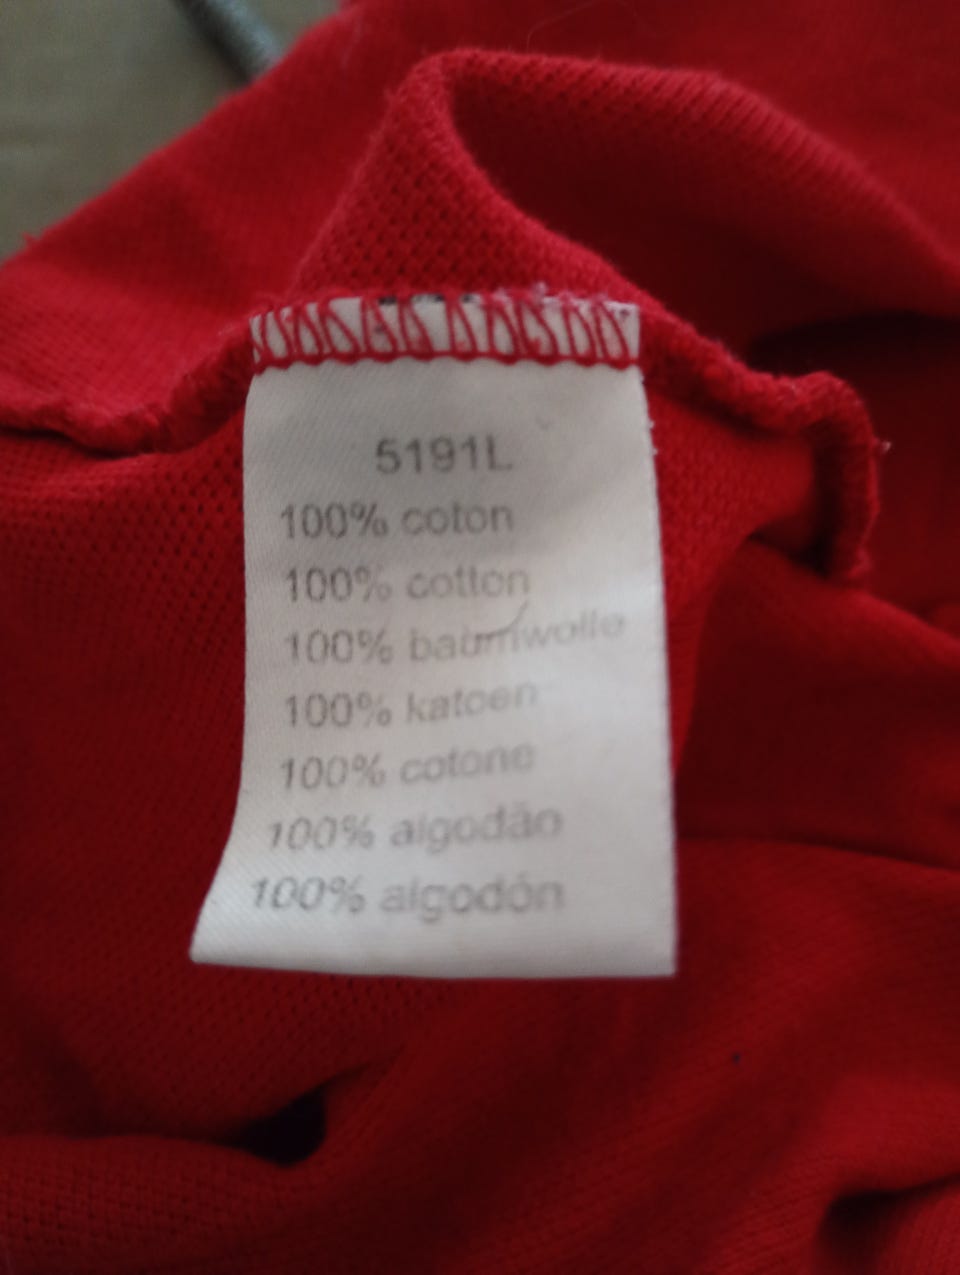 5191L
100% coton
100% cotton
100% baumwolle
100% katoen
100% cotone
100% algodão
100% algodón